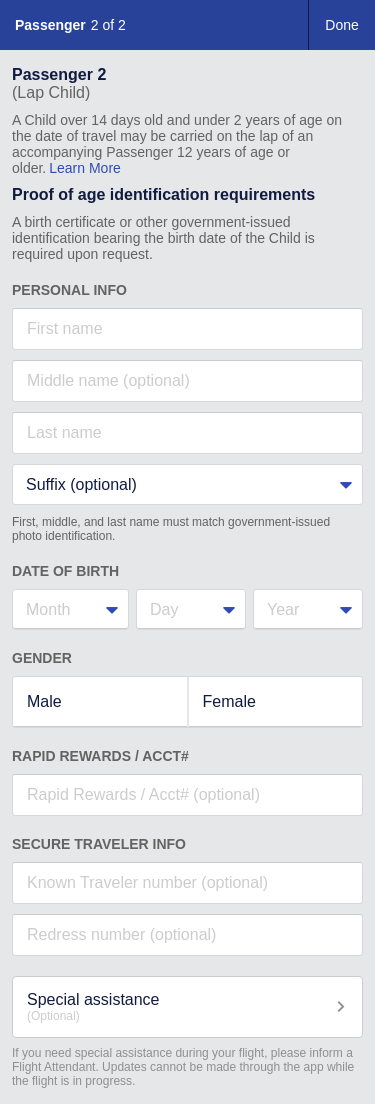 Passenger 2 of 2
Done
Passenger 2
(Lap Child)
A Child over 14 days old and under 2 years of age on
the date of travel may be carried on the lap of an
accompanying Passenger 12 years of age or
older. Learn More
Proof of age identification requirements
A birth certificate or other government-issued
identification bearing the birth date of the Child is
required upon request.
PERSONAL INFO
First name
Middle name (optional)
Last name
Suffix (optional)
First, middle, and last name must match government-issued
photo identification.
DATE OF BIRTH
Month Day Year
GENDER
Male Female
RAPID REWARDS / ACCT#
Rapid Rewards / Acct# (optional)
SECURE TRAVELER INFO
Known Traveler number (optional)
Redress number (optional)
Special assistance
(Optional)
If you need special assistance during your flight, please inform a
Flight Attendant. Updates cannot be made through the app while
the flight is in progress.